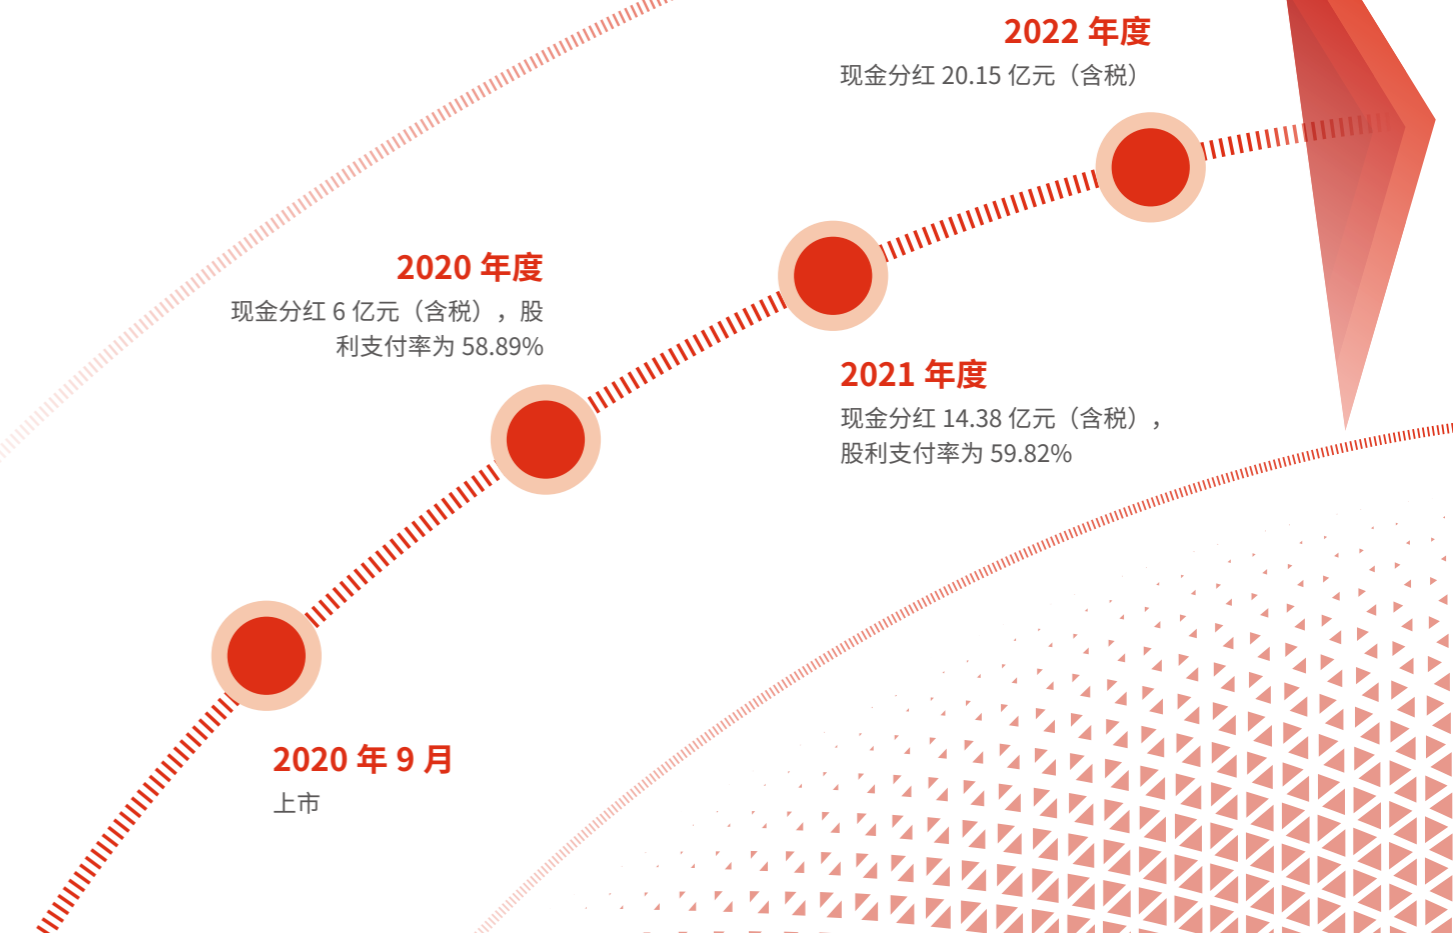 2022 年度
现金分红 20.15 亿元（含税）
2020 年度
现金分红 6 亿元（含税），股
利支付率为 58.89%
2021 年度
现金分红 14.38 亿元（含税），
股利支付率为 59.82%
2020 年 9 月
上市